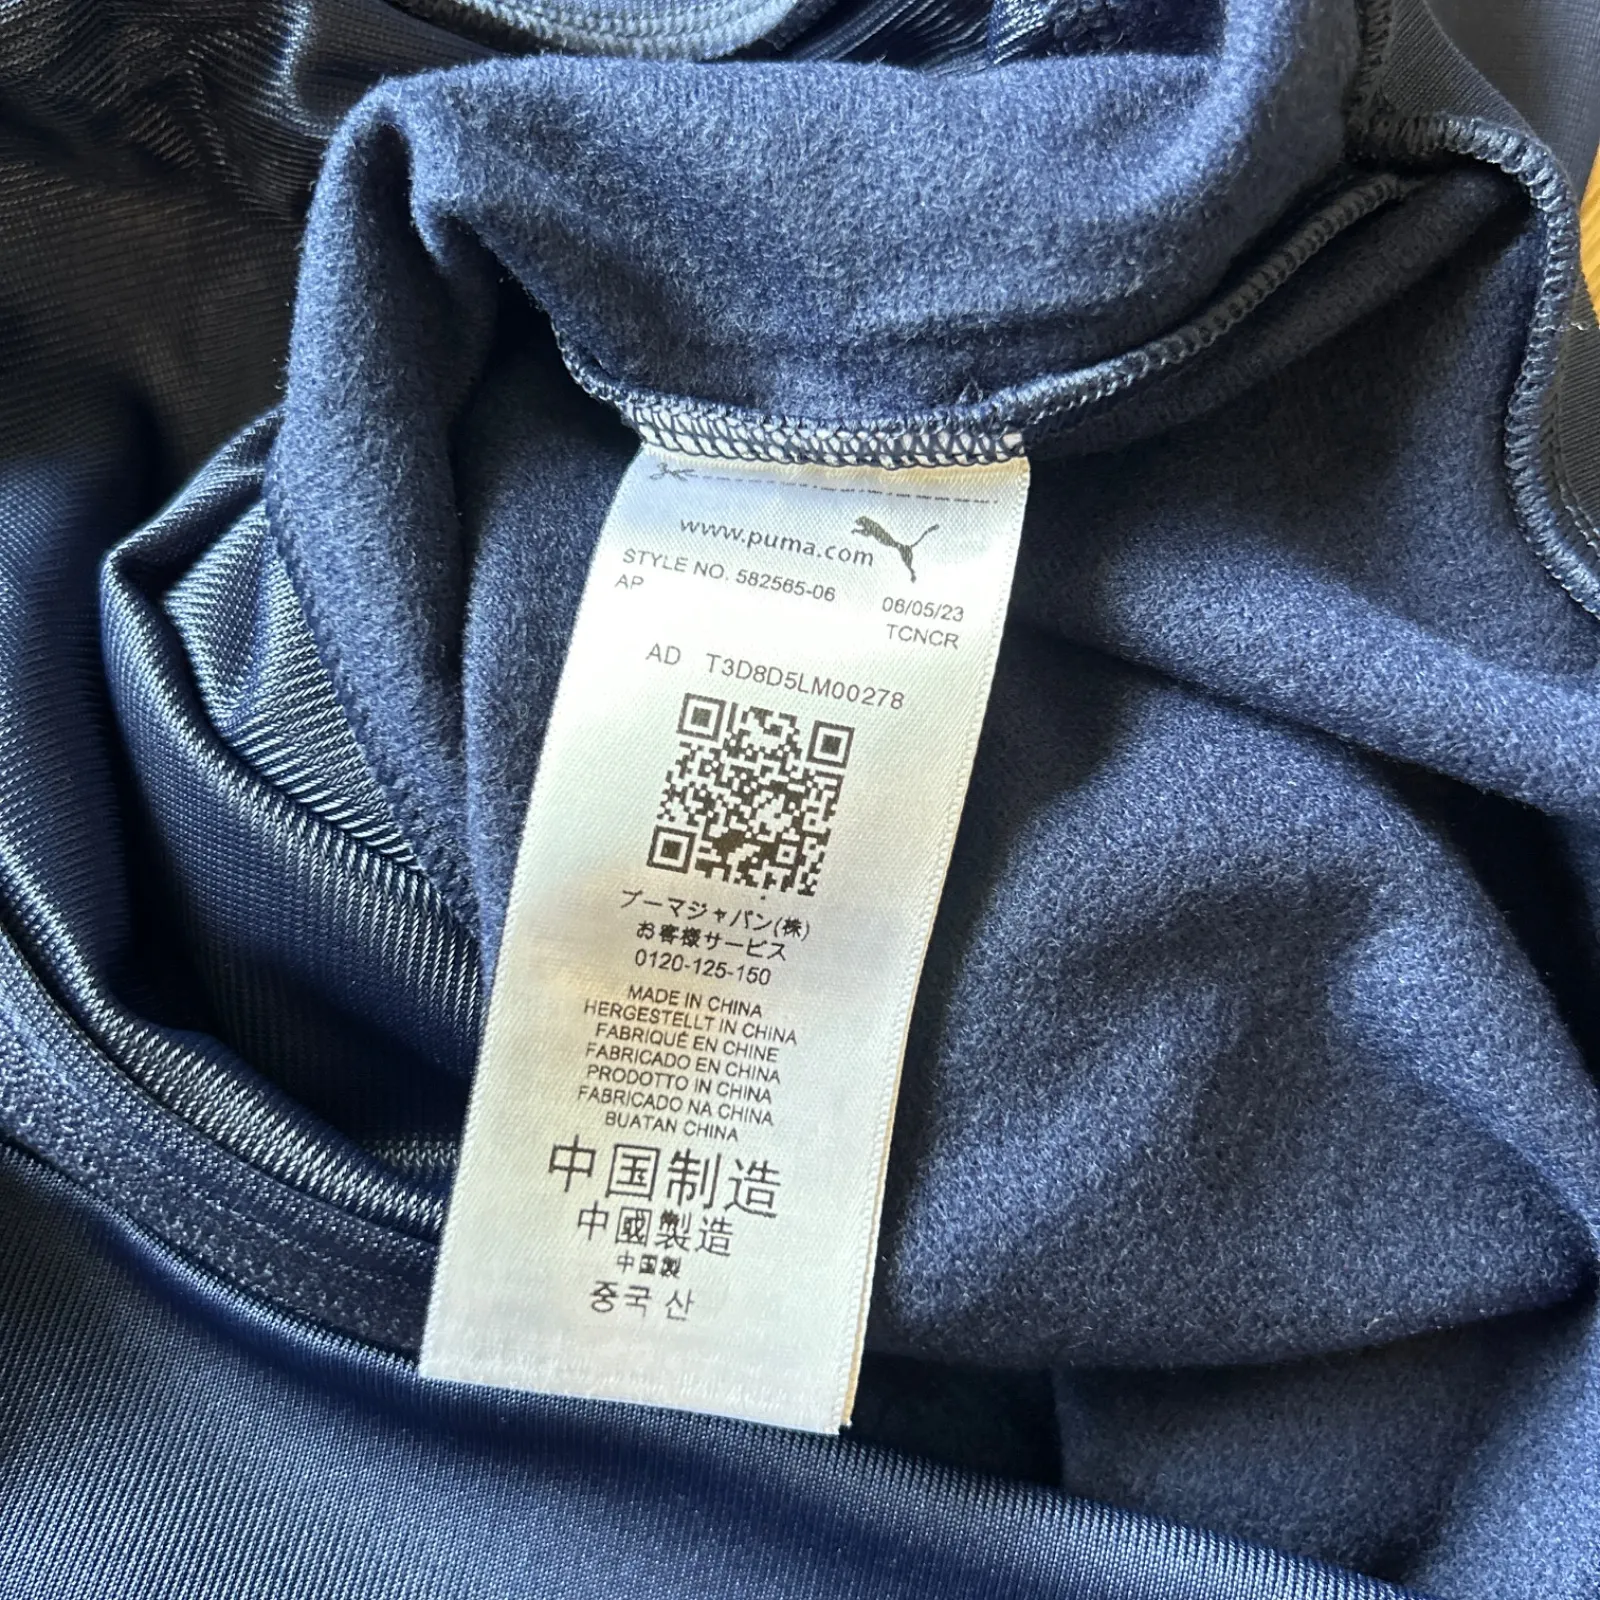 www.puma.com
STYLE NO. 582565-06
AP
06/05/23
TCNCR
AD T3D8D5LM00278
プーマジャパン(株)
お客様サービス
0120-125-150
MADE IN CHINA
HERGESTELLT IN CHINA
FABRIQUÉ EN CHINE
FABRICADO EN CHINA
PRODOTTO IN CHINA
FABRICADO NA CHINA
BUATAN CHINA
中国制造
中國製造
中国製
중국 산